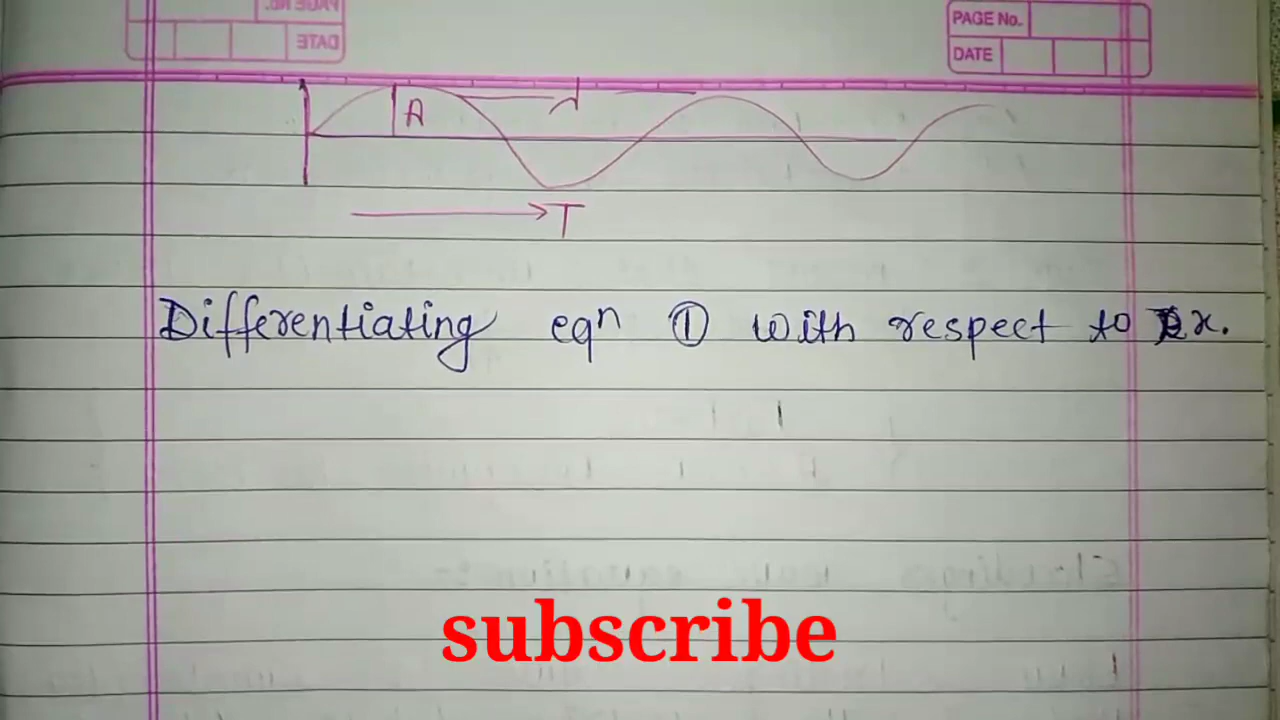 PAGE No.
DATE
A
T
Differentiating eqn ① with respect to x.
subscribe